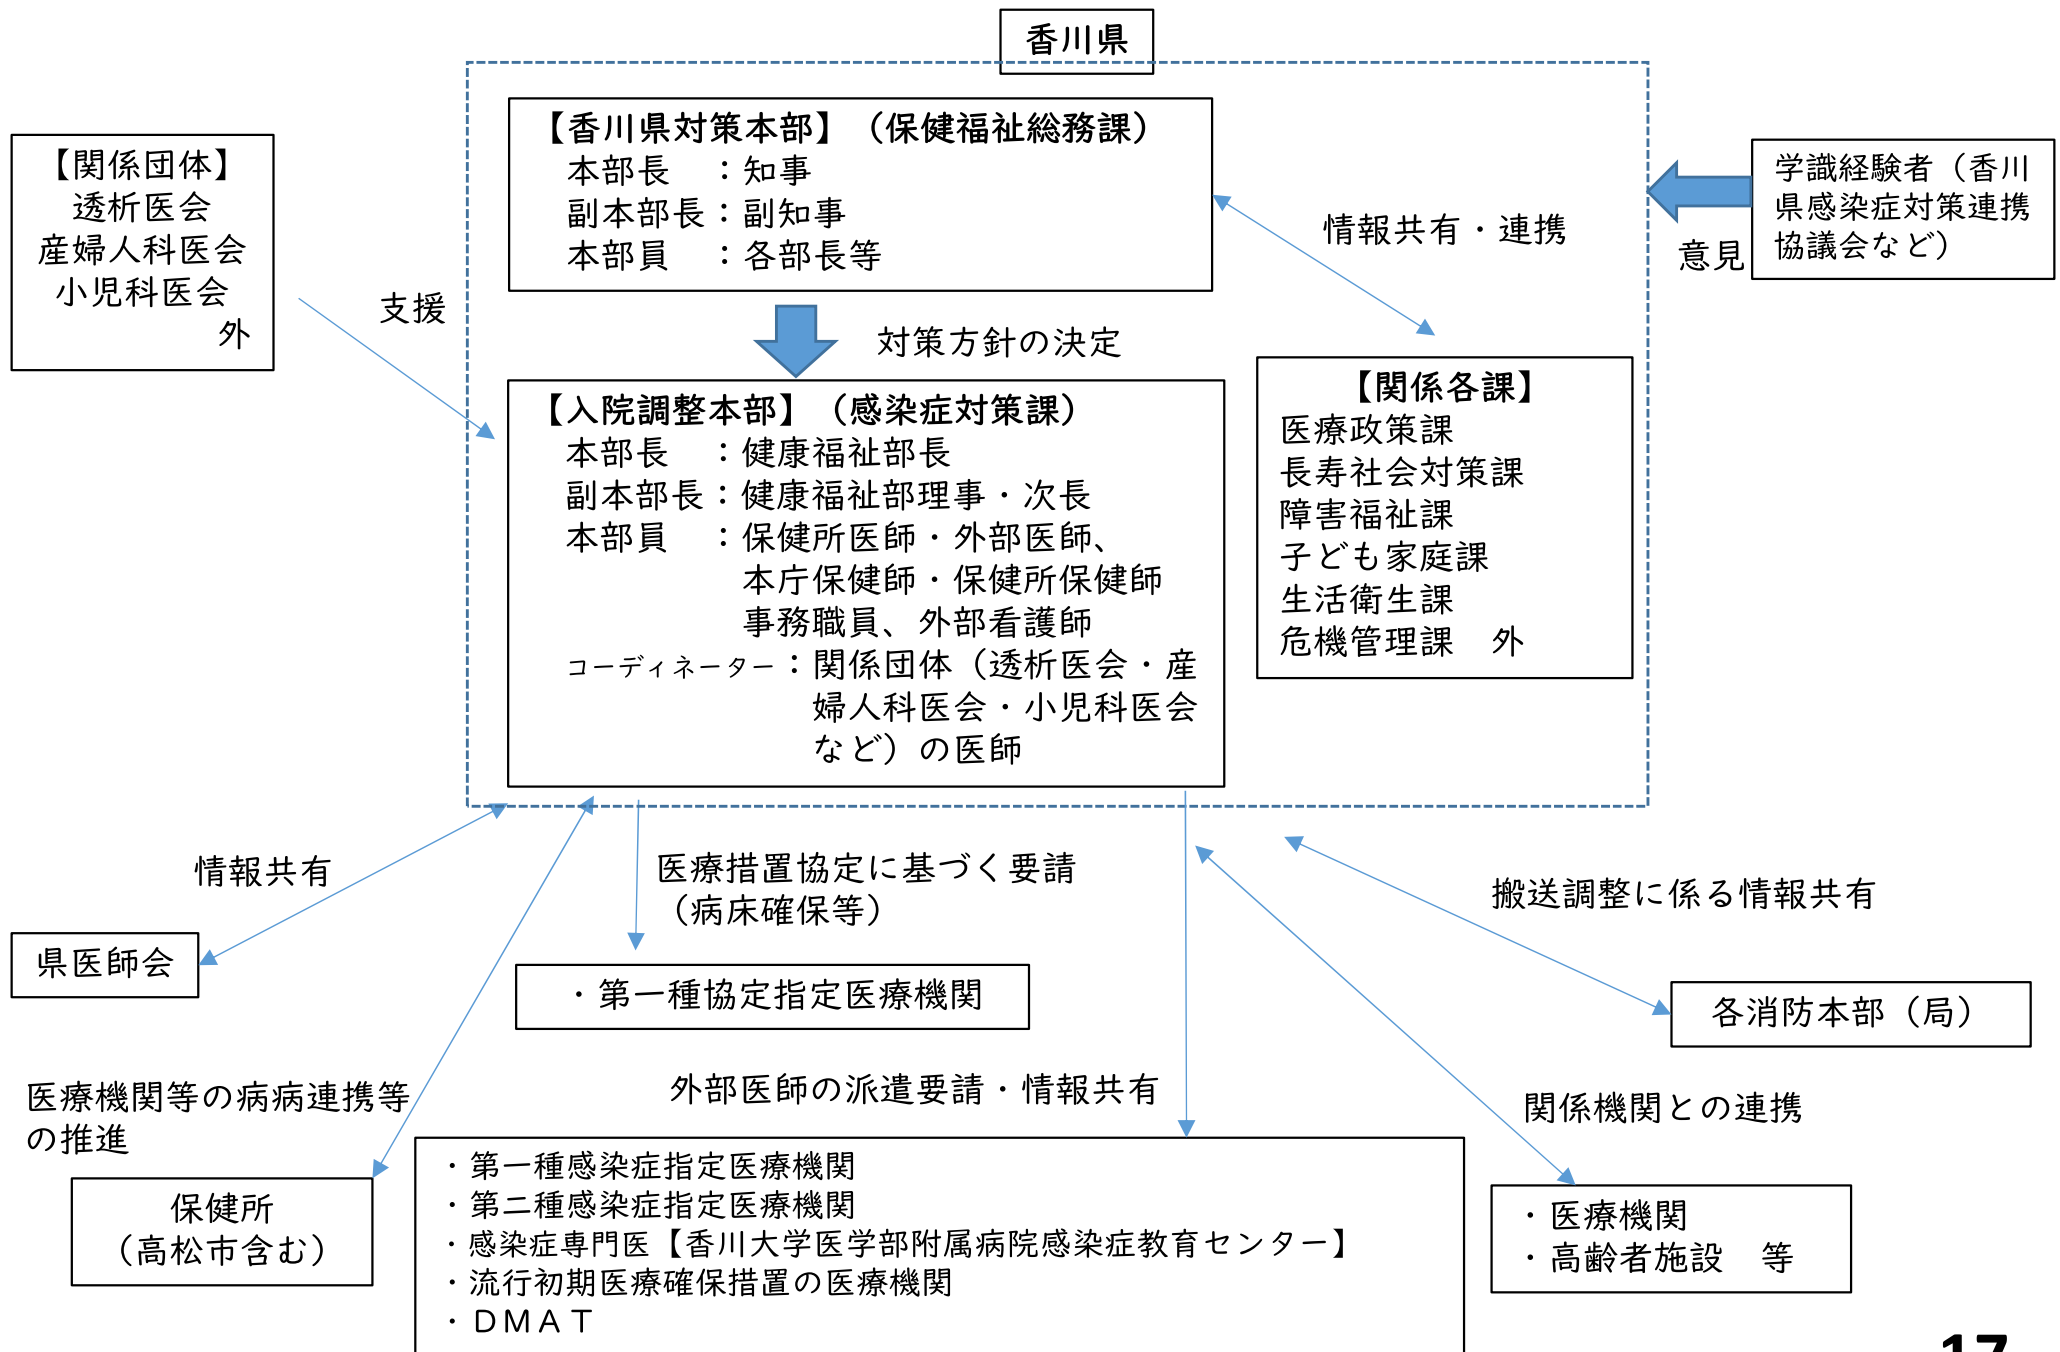 香川県
【香川県対策本部】（保健福祉総務課）
本部長　：知事
副本部長：副知事
本部員　：各部長等
【関係団体】
透析医会
産婦人科医会
小児科医会
外
支援
学識経験者（香川
県感染症対策連携
協議会など）
意見
情報共有・連携
対策方針の決定
【入院調整本部】（感染症対策課）
本部長　：健康福祉部長
副本部長：健康福祉部理事・次長
本部員　：保健所医師・外部医師、
本庁保健師・保健所保健師
事務職員、外部看護師
コーディネーター：関係団体（透析医会・産
婦人科医会・小児科医会
など）の医師
【関係各課】
医療政策課
長寿社会対策課
障害福祉課
子ども家庭課
生活衛生課
危機管理課　外
情報共有
県医師会
医療措置協定に基づく要請
（病床確保等）
・第一種協定指定医療機関
搬送調整に係る情報共有
各消防本部（局）
医療機関等の病病連携等
の推進
保健所
（高松市含む）
外部医師の派遣要請・情報共有
・第一種感染症指定医療機関
・第二種感染症指定医療機関
・感染症専門医【香川大学医学部附属病院感染症教育センター】
・流行初期医療確保措置の医療機関
・ＤＭＡＴ
関係機関との連携
・医療機関
・高齢者施設　等
17